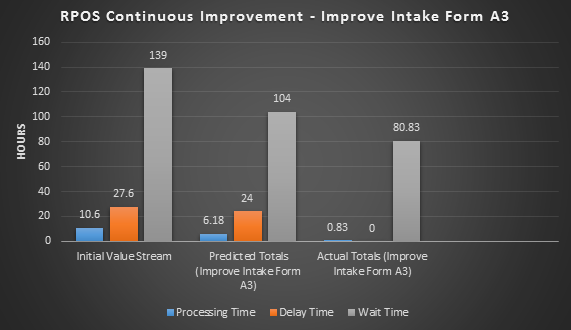 RPOS Continuous Improvement - Improve Intake Form A3
160
140
120
100
80
60
40
20
0
HOURS
10.6
27.6
139
6.18
24
104
0.83
0
80.83
Initial Value Stream
Predicted Totals
(Improve Intake Form
A3)
Actual Totals (Improve
Intake Form A3)
Processing Time
Delay Time
Wait Time